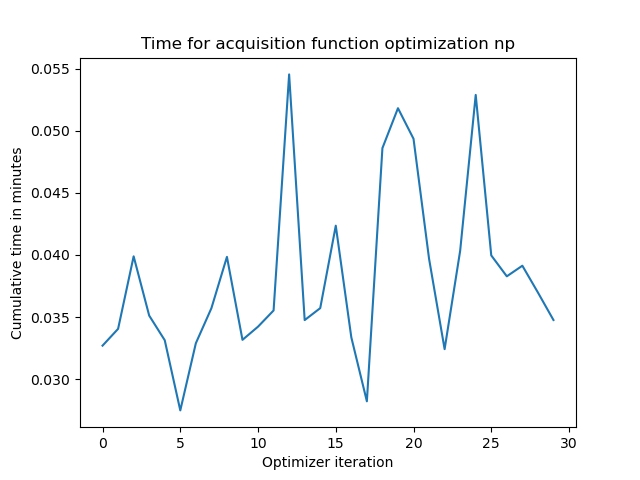 Time for acquisition function optimization np
0.055
0.050
0.045
0.040
0.035
0.030
Cumulative time in minutes
0 5 10 15 20 25 30
Optimizer iteration